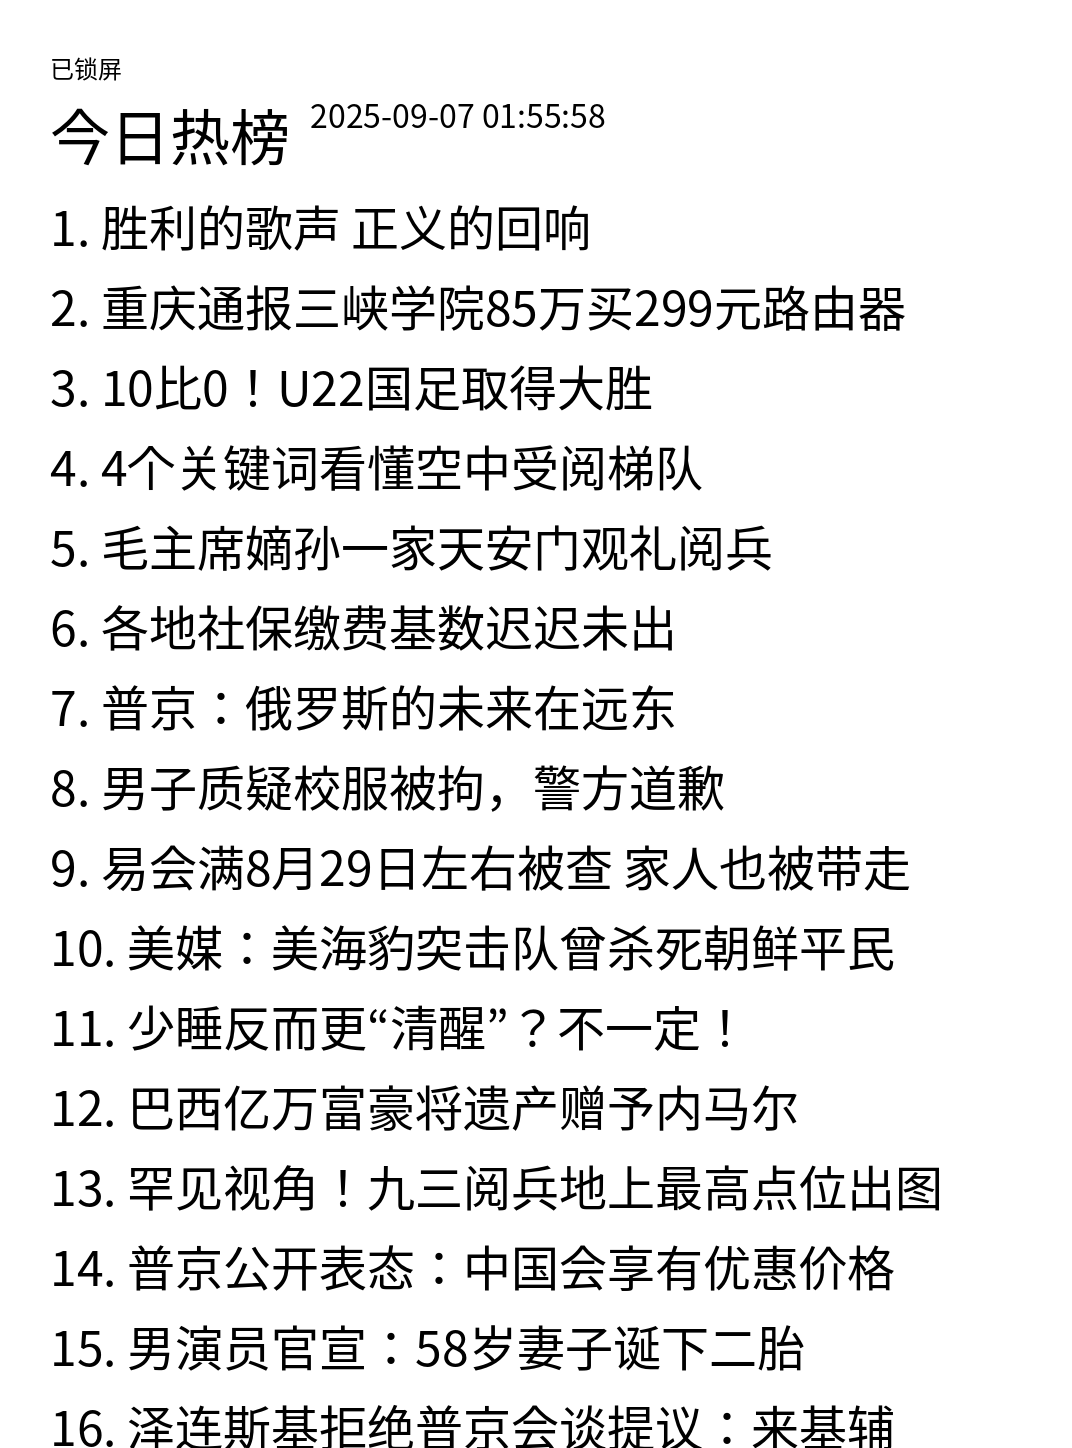 已锁屏
今日热榜 2025-09-07 01:55:58
1. 胜利的歌声 正义的回响
2. 重庆通报三峡学院85万买299元路由器
3. 10比0！U22国足取得大胜
4. 4个关键词看懂空中受阅梯队
5. 毛主席嫡孙一家天安门观礼阅兵
6. 各地社保缴费基数迟迟未出
7. 普京：俄罗斯的未来在远东
8. 男子质疑校服被拘，警方道歉
9. 易会满8月29日左右被查 家人也被带走
10. 美媒：美海豹突击队曾杀死朝鲜平民
11. 少睡反而更“清醒”？不一定！
12. 巴西亿万富豪将遗产赠予内马尔
13. 罕见视角！九三阅兵地上最高点位出图
14. 普京公开表态：中国会享有优惠价格
15. 男演员官宣：58岁妻子诞下二胎
16. 泽连斯基拒绝普京会谈提议：来基辅